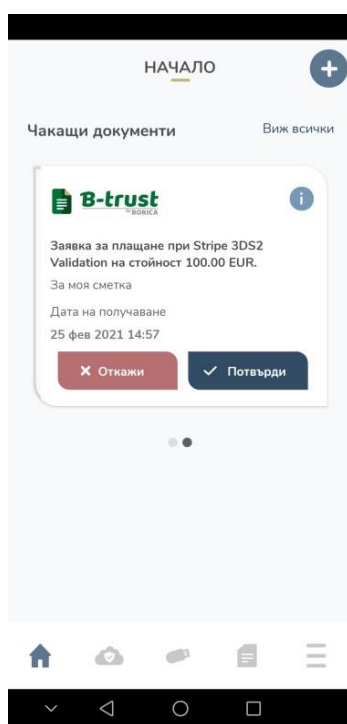 НАЧАЛО
Чакащи документи
Виж всички
B-trust
by BORICA
Заявка за плащане при Stripe 3DS2
Validation на стойност 100.00 EUR.
За моя сметка
Дата на получаване
25 фев 2021 14:57
Откажи
Потвърди